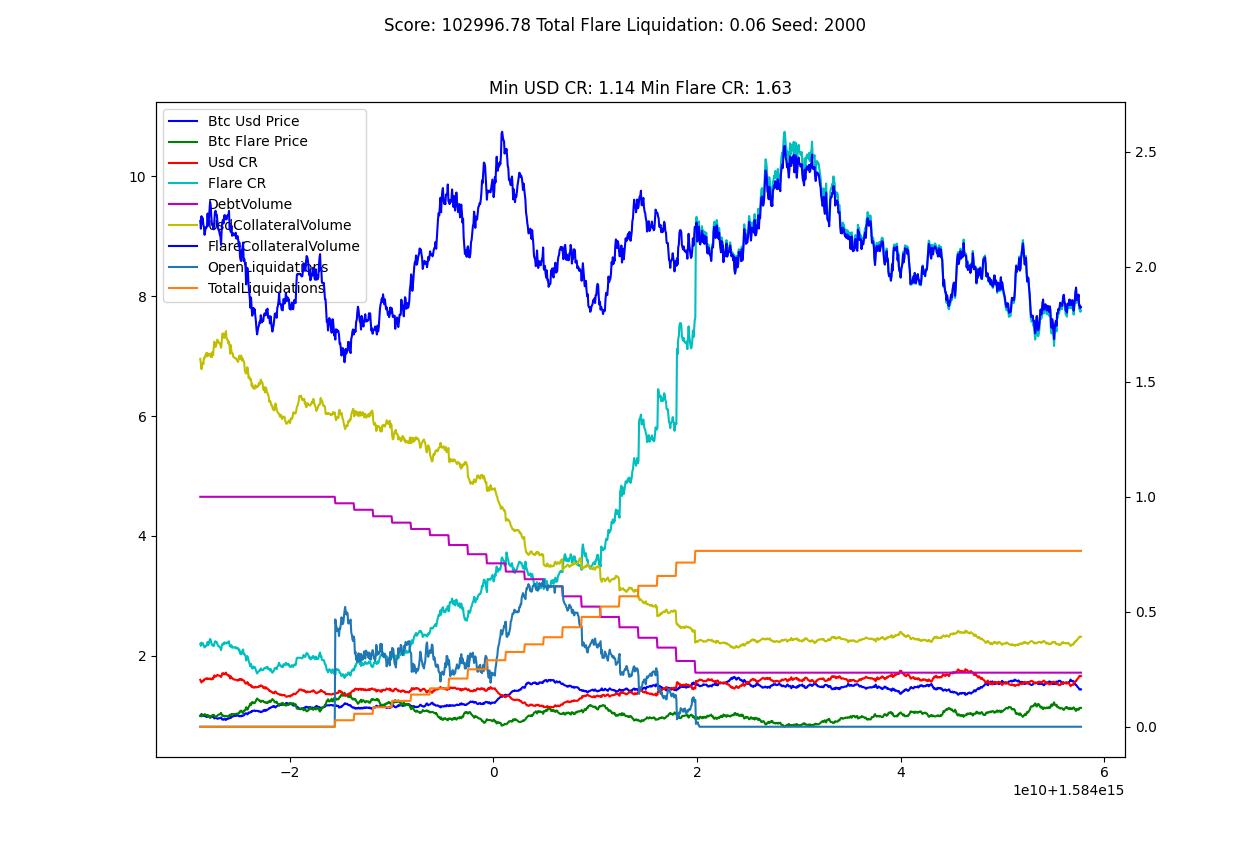 Score: 102996.78 Total Flare Liquidation: 0.06 Seed: 2000
Min USD CR: 1.14 Min Flare CR: 1.63
Btc Usd Price
Btc Flare Price
Usd CR
Flare CR
DebtVolume
UsdCollateralVolume
FlareCollateralVolume
OpenLiquidations
TotalLiquidations
10
8
6
4
2
2.5
2.0
1.5
1.0
0.5
0.0
−2
0
2
4
6
1e10+1.584e15